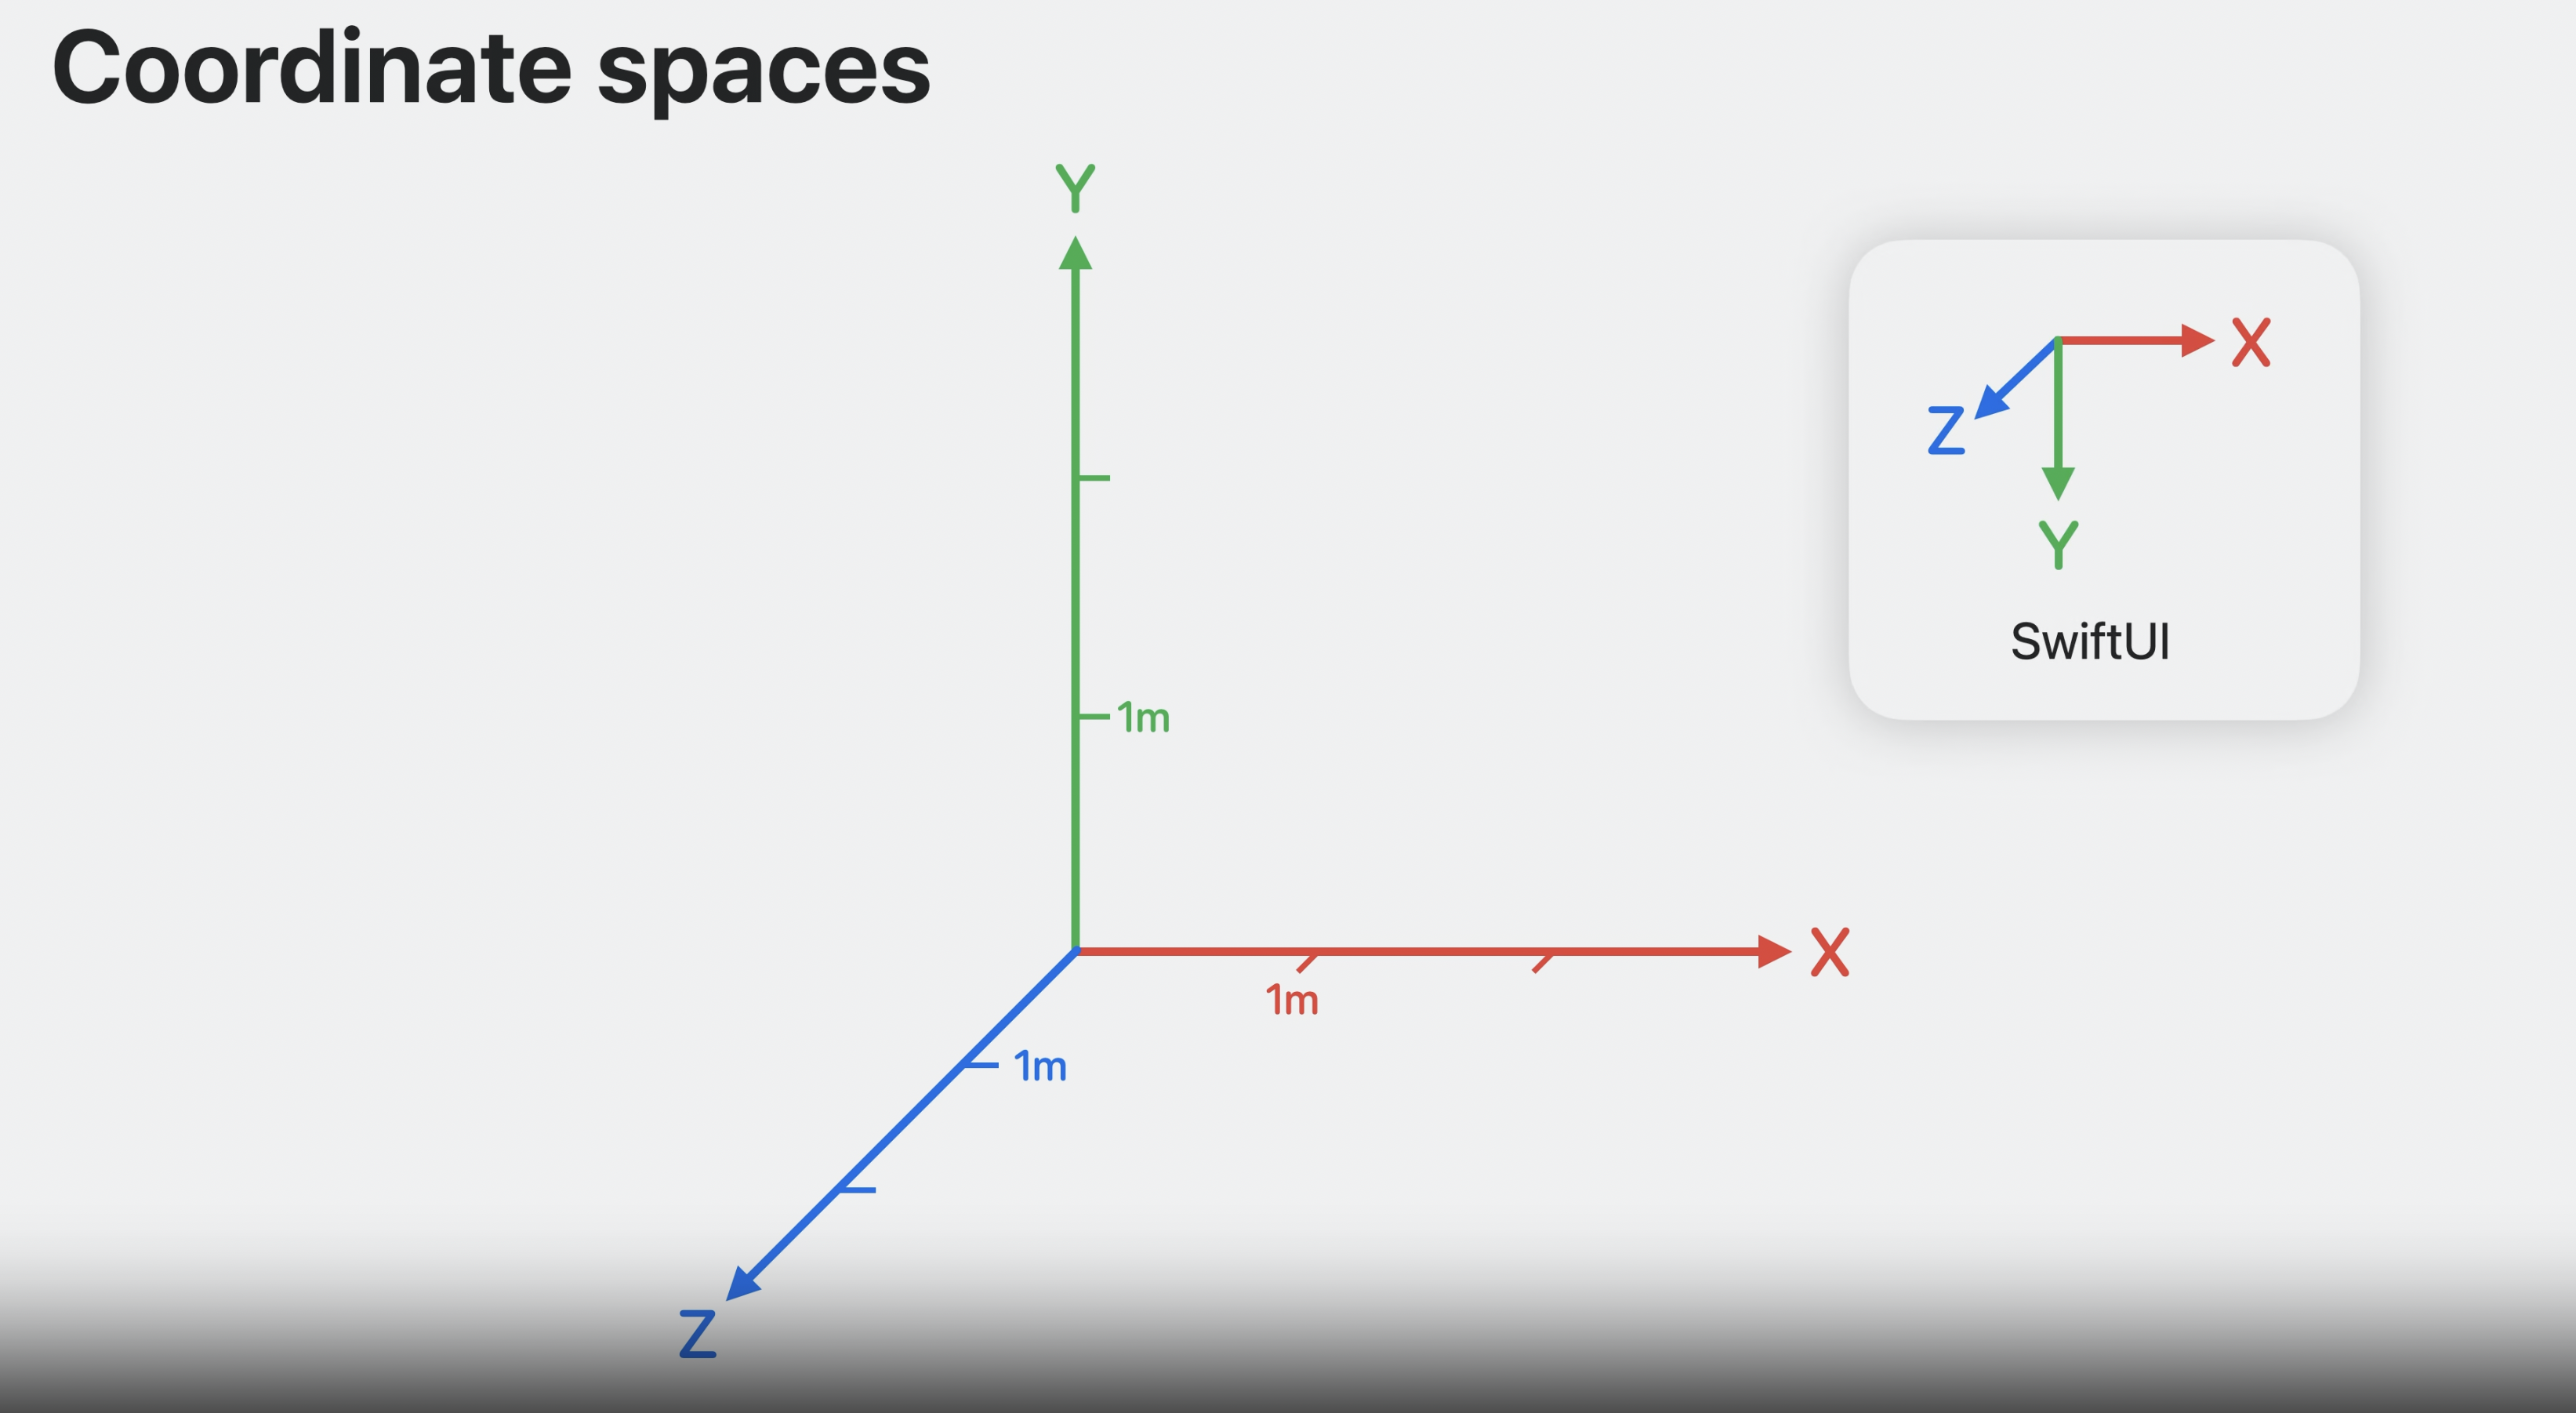 Coordinate spaces
Y
1m
X
1m
1m
Z
X
Z
Y
SwiftUI